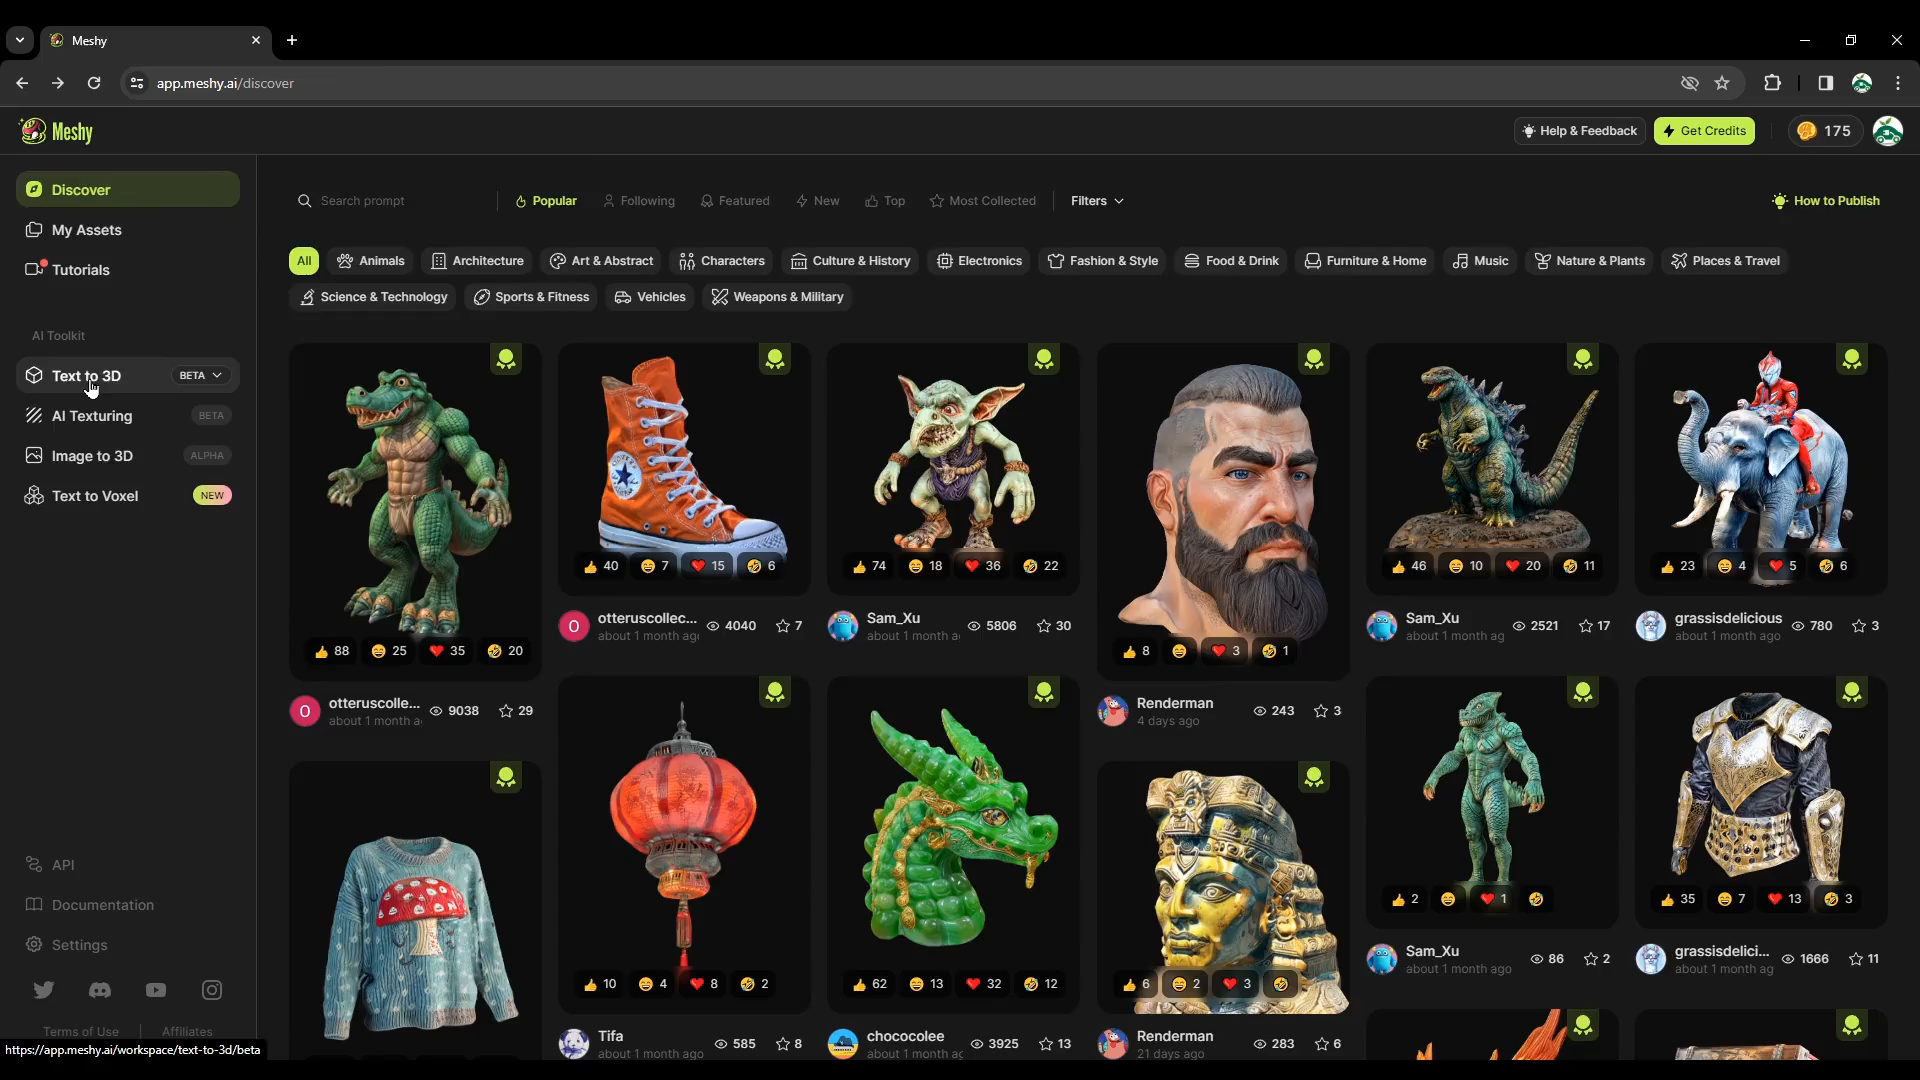 Meshy
app.meshy.ai/discover
Meshy
Help & Feedback
Get Credits
175
Discover
My Assets
Tutorials
AI Toolkit
Text to 3D
BETA
AI Texturing
BETA
Image to 3D
ALPHA
Text to Voxel
NEW
API
Documentation
Settings
Terms of Use
Affiliates
https://app.meshy.ai/workspace/text-to-3d/beta
Search prompt
Popular
Following
Featured
New
Top
Most Collected
Filters
How to Publish
All
Animals
Architecture
Art & Abstract
Characters
Culture & History
Electronics
Fashion & Style
Food & Drink
Furniture & Home
Music
Nature & Plants
Places & Travel
Science & Technology
Sports & Fitness
Vehicles
Weapons & Military
40 7 15 6
74 18 36 22
46 10 20 11
23 4 5 6
O otteruscollec... 4040 7
about 1 month ag
Sam_Xu 5806 30
about 1 month a
Sam_Xu 2521 17
about 1 month ag
grassisdelicious 780 3
about 1 month ago
88 25 35 20
8 3 1
O otteruscolle... 9038 29
about 1 month a
Renderman 243 3
4 days ago
2 1
35 7 13 3
Sam_Xu 86 2
about 1 month ago
grassisdelici... 1666 11
about 1 month ag
10 4 8 2
62 13 32 12
6 2 3
Tifa 585 8
about 1 month ago
chococolee 3925 13
about 1 month ag
Renderman 283 6
21 days ago